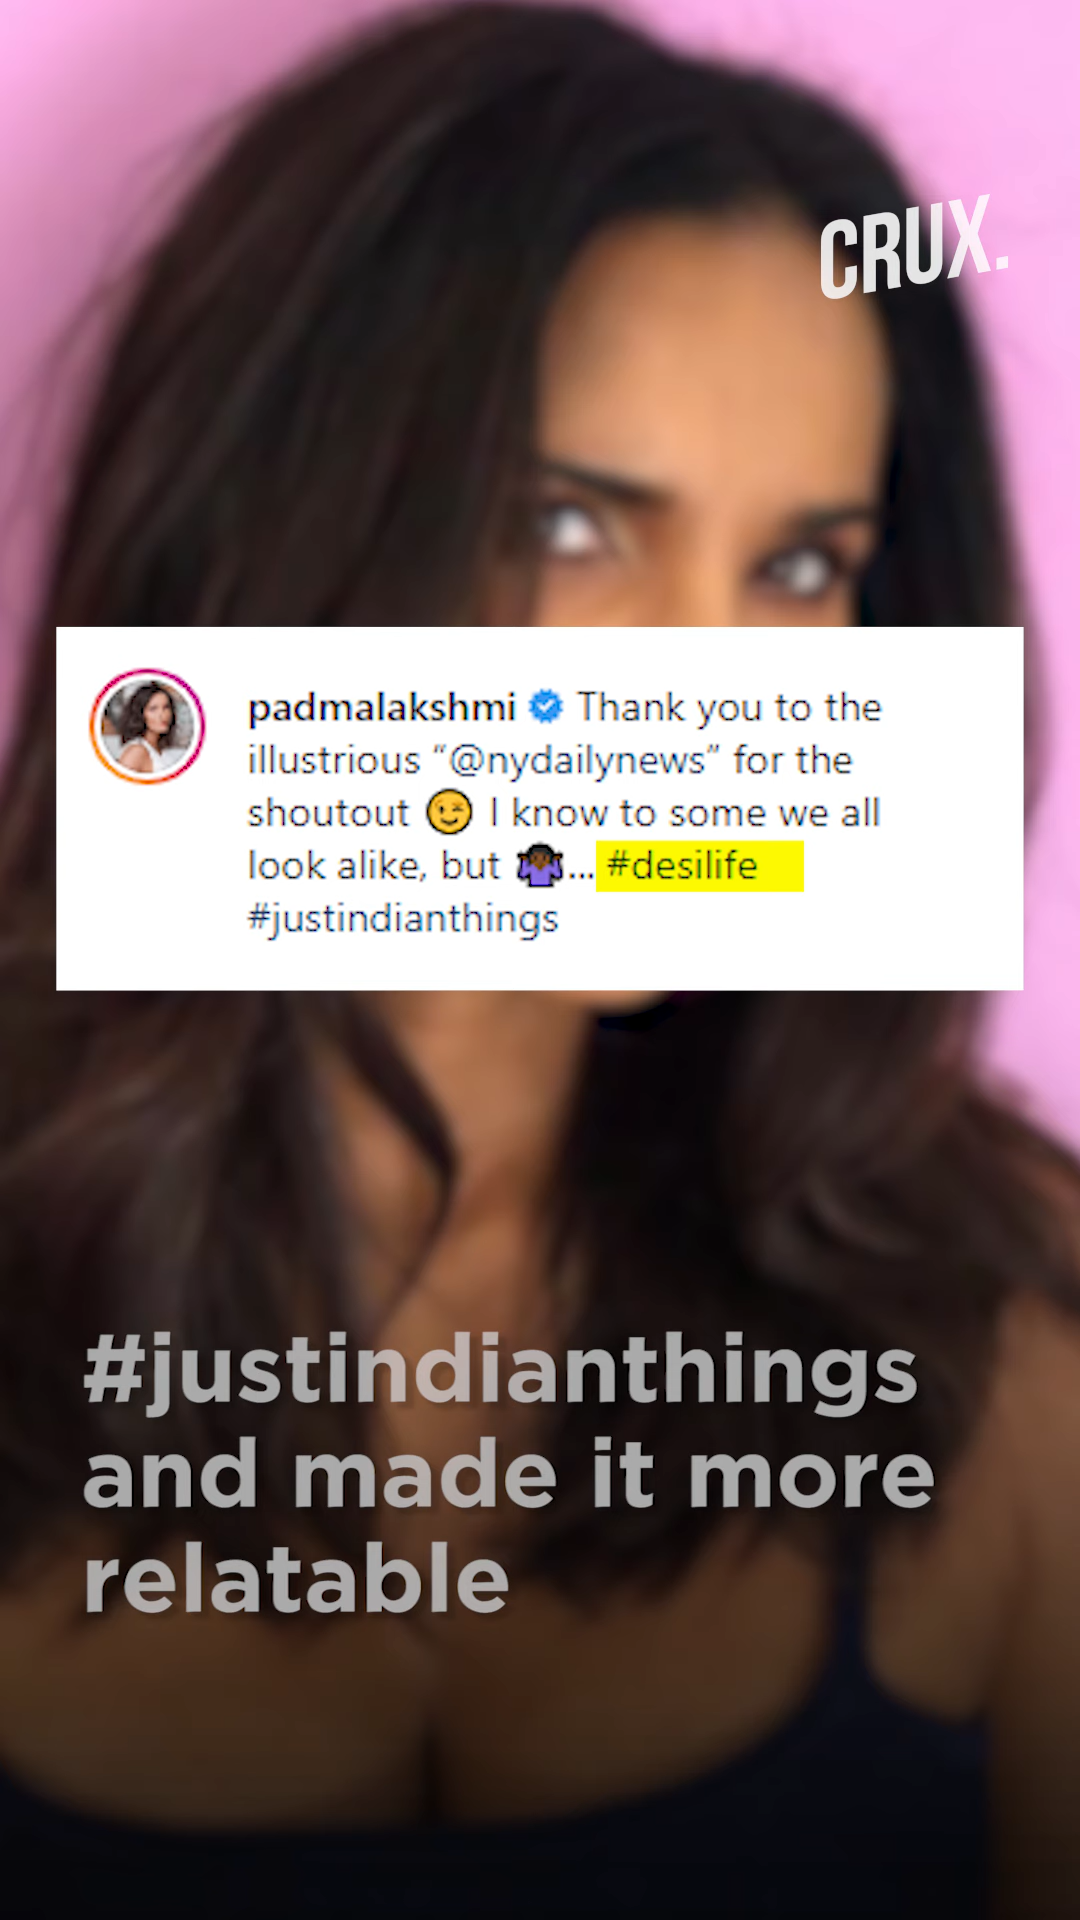 CRUX.
padmalakshmi Thank you to the
illustrious “@nydailynews” for the
shoutout 😉 I know to some we all
look alike, but 🤷🏾‍♀️... #desilife
#justindianthings
#justindianthings
and made it more
relatable